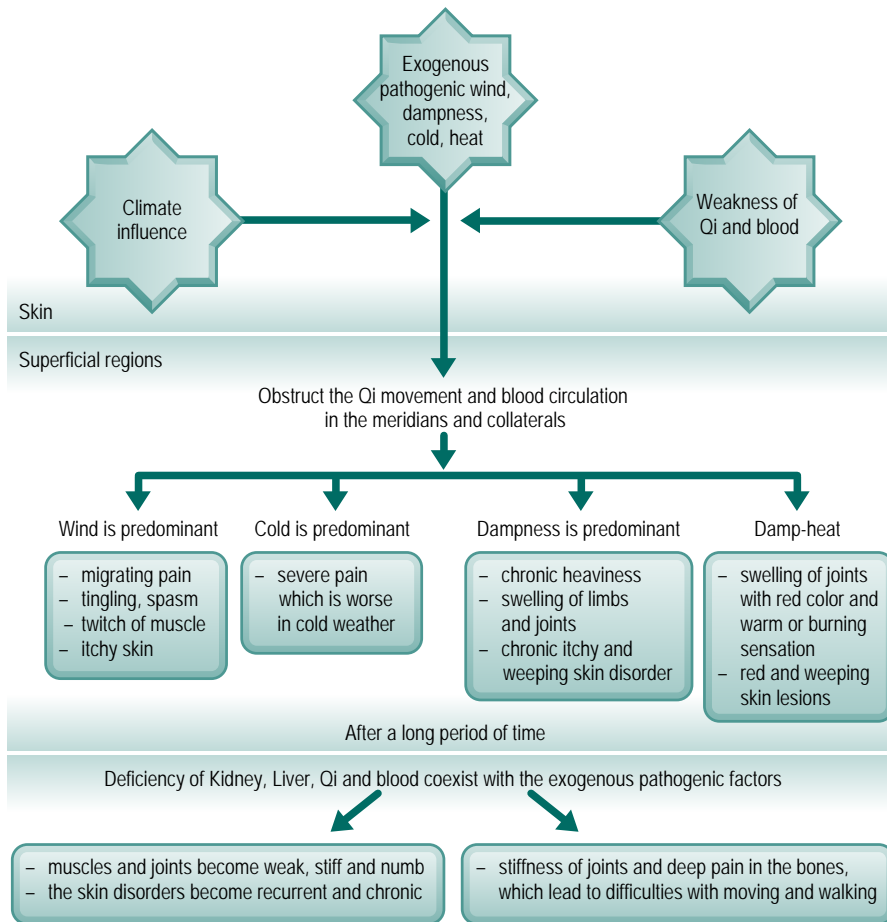 Exogenous
pathogenic wind,
dampness,
cold, heat
Climate
influence
Weakness of
Qi and blood
Skin
Superficial regions
Obstruct the Qi movement and blood circulation
in the meridians and collaterals
Wind is predominant
– migrating pain
– tingling, spasm
– twitch of muscle
– itchy skin
Cold is predominant
– severe pain
which is worse
in cold weather
Dampness is predominant
– chronic heaviness
– swelling of limbs
and joints
– chronic itchy and
weeping skin disorder
Damp-heat
– swelling of joints
with red color and
warm or burning
sensation
– red and weeping
skin lesions
After a long period of time
Deficiency of Kidney, Liver, Qi and blood coexist with the exogenous pathogenic factors
– muscles and joints become weak, stiff and numb
– the skin disorders become recurrent and chronic
– stiffness of joints and deep pain in the bones,
which lead to difficulties with moving and walking